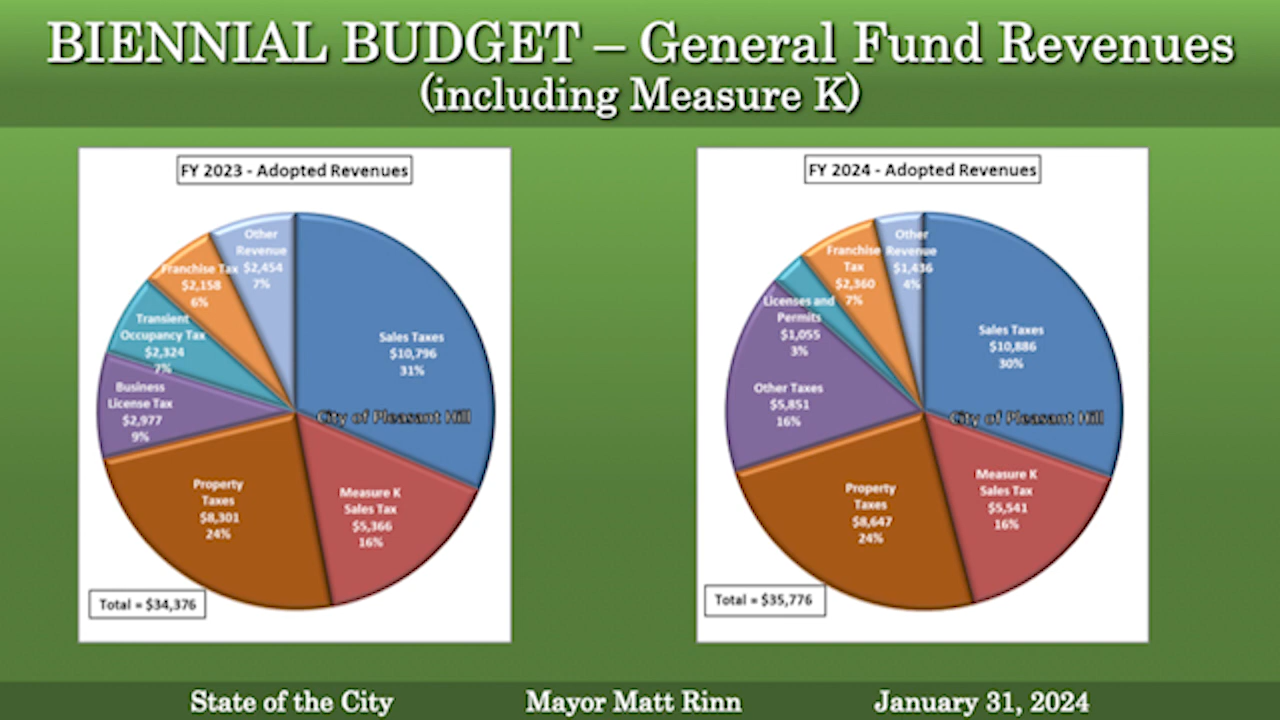 BIENNIAL BUDGET – General Fund Revenues
(including Measure K)
FY 2023 - Adopted Revenues
Other
Revenue
$2,454
7%
Franchise Tax
$2,158
6%
Transient
Occupancy Tax
$2,324
7%
Business
License Tax
$2,977
9%
Sales Taxes
$10,796
31%
City of Pleasant Hill
Property
Taxes
$8,301
24%
Measure K
Sales Tax
$5,366
16%
Total = $34,376
FY 2024 - Adopted Revenues
Other
Revenue
$1,436
4%
Franchise
Tax
$2,360
7%
Licenses and
Permits
$1,055
3%
Other Taxes
$5,851
16%
Sales Taxes
$10,886
30%
City of Pleasant Hill
Property
Taxes
$8,647
24%
Measure K
Sales Tax
$5,541
16%
Total = $35,776
State of the City
Mayor Matt Rinn
January 31, 2024